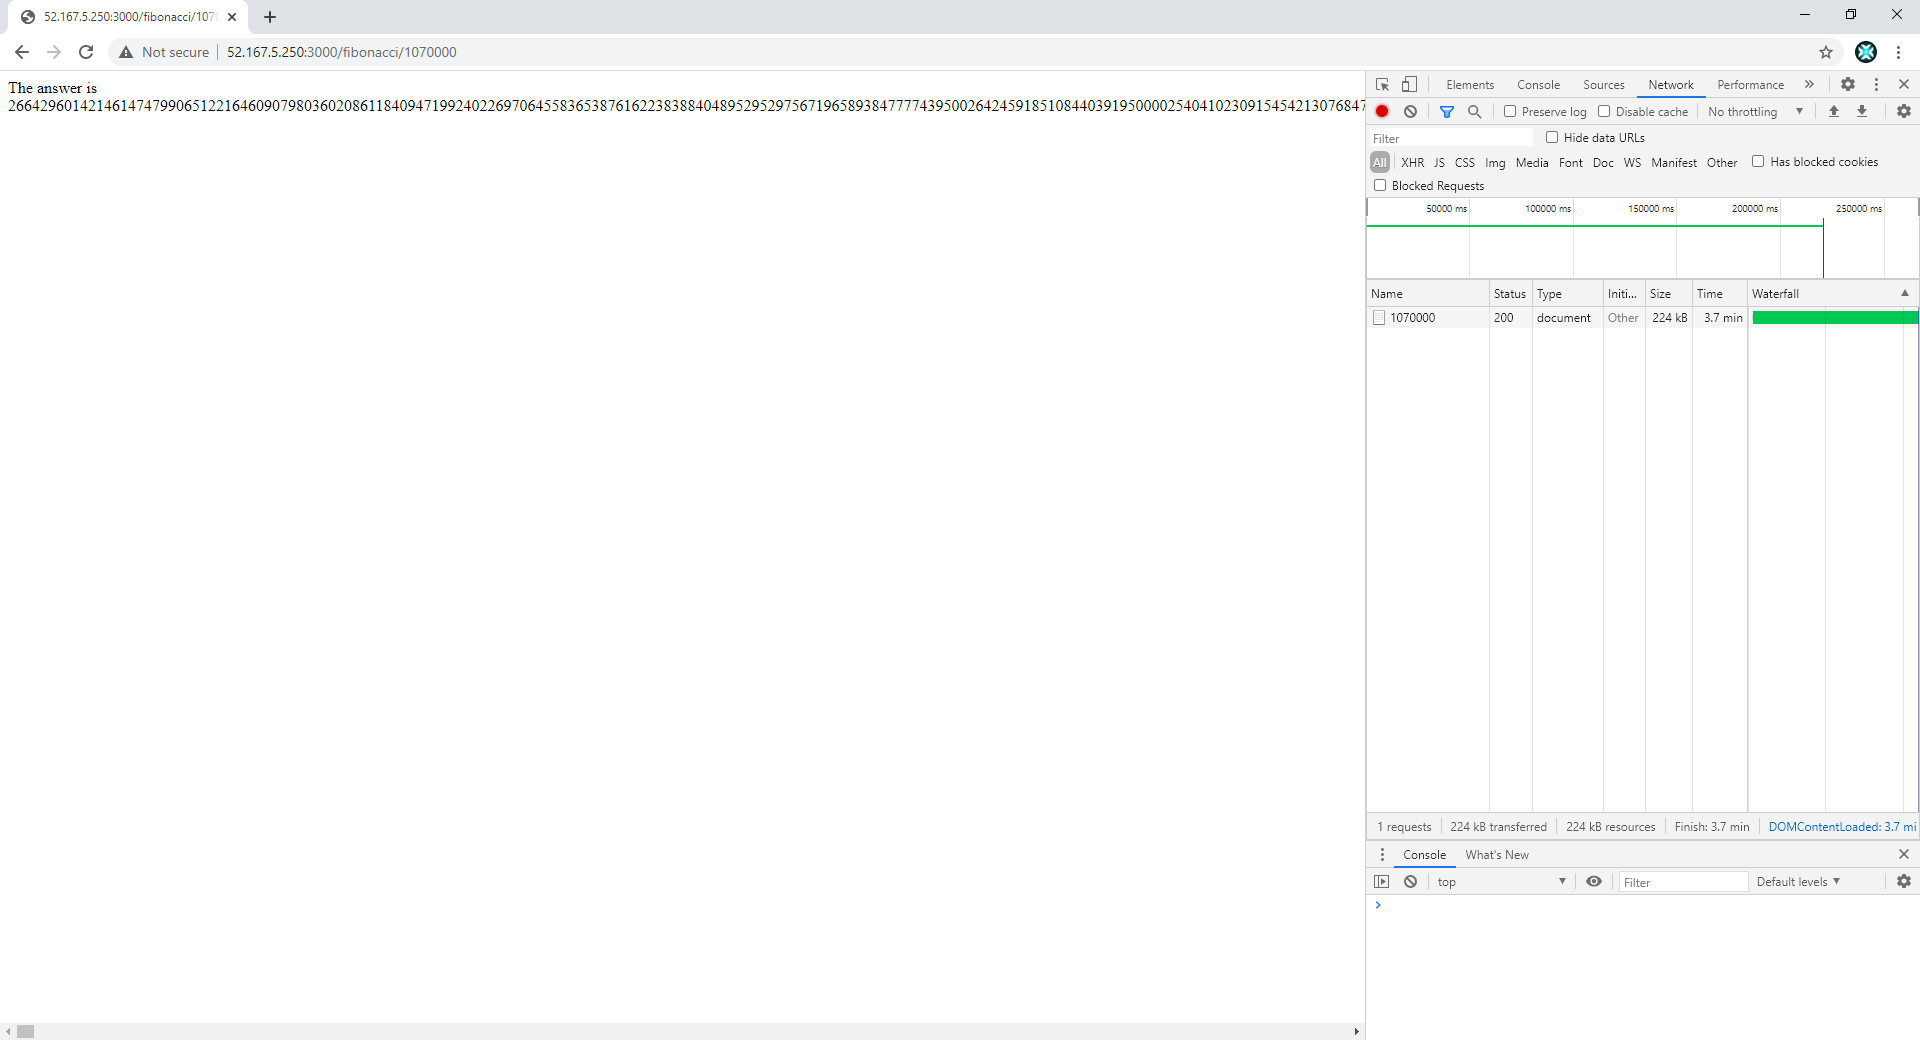 52.167.5.250:3000/fibonacci/1070
Not secure
52.167.5.250:3000/fibonacci/1070000
The answer is
Elements Console Sources Network Performance
Preserve log Disable cache No throttling
Filter Hide data URLs
All XHR JS CSS Img Media Font Doc WS Manifest Other Has blocked cookies
Blocked Requests
50000 ms 100000 ms 150000 ms 200000 ms 250000 ms
Name Status Type Initi... Size Time Waterfall
1070000 200 document Other 224 kB 3.7 min
1 requests 224 kB transferred 224 kB resources Finish: 3.7 min DOMContentLoaded: 3.7 mi
Console What's New
top Filter Default levels